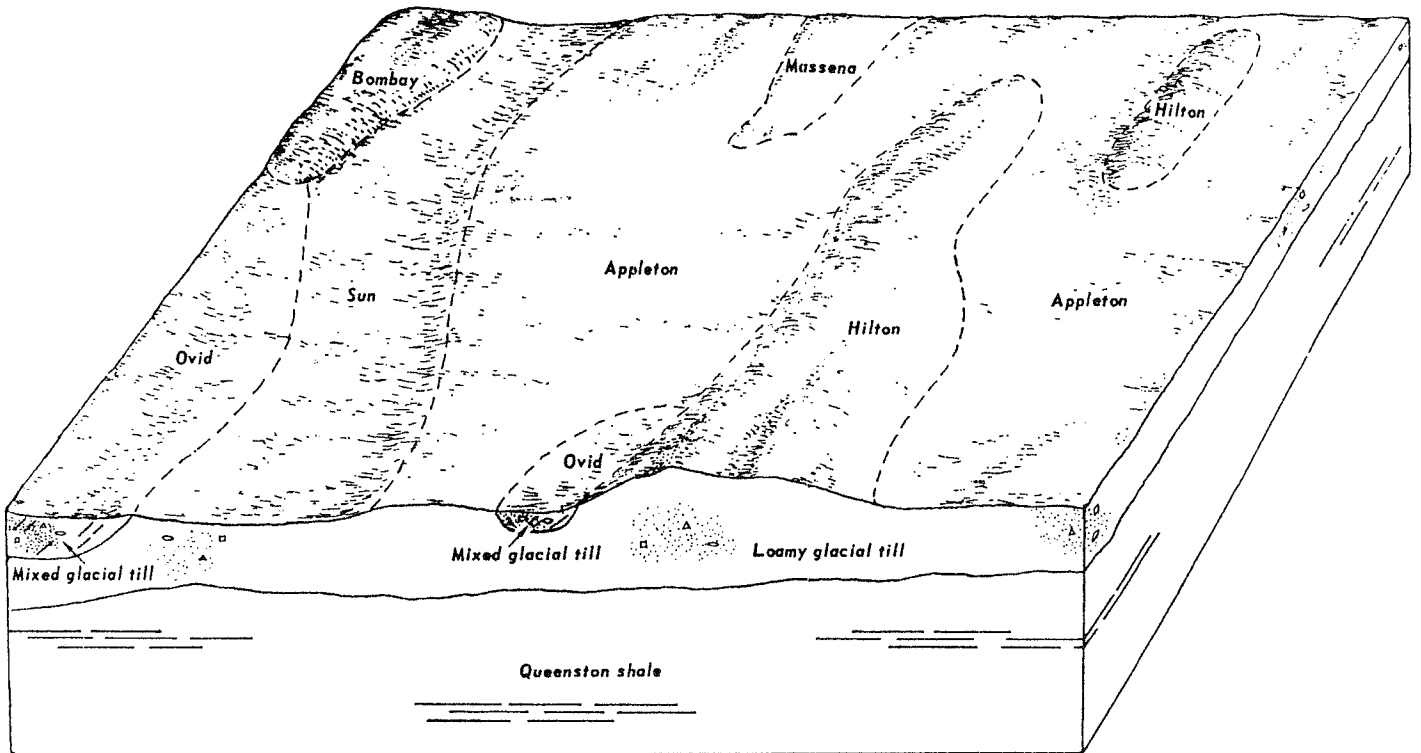 Bombay
Massena
Hilton
Appleton
Sun
Appleton
Hilton
Ovid
Ovid
Mixed glacial till
Loamy glacial till
Mixed glacial till
Queenston shale